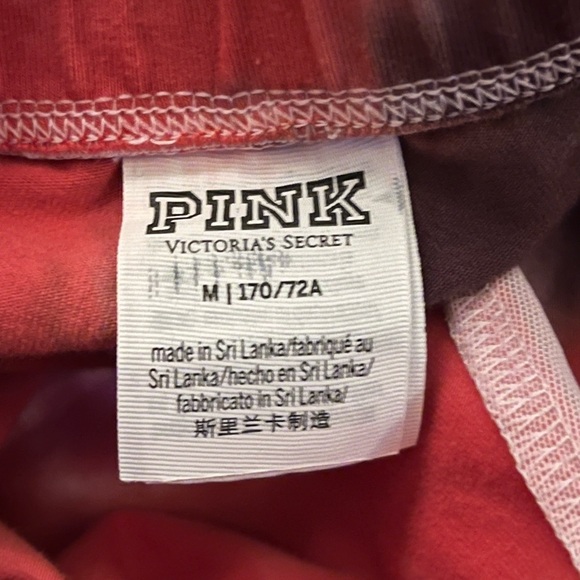 PINK
VICTORIA'S SECRET
M | 170/72A
made in Sri Lanka/fabriqué au
Sri Lanka/hecho en Sri Lanka/
fabbricato in Sri Lanka/
斯里兰卡制造